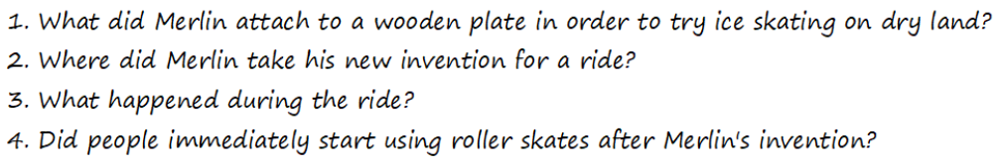 1. What did Merlin attach to a wooden plate in order to try ice skating on dry land?
2. Where did Merlin take his new invention for a ride?
3. What happened during the ride?
4. Did people immediately start using roller skates after Merlin's invention?